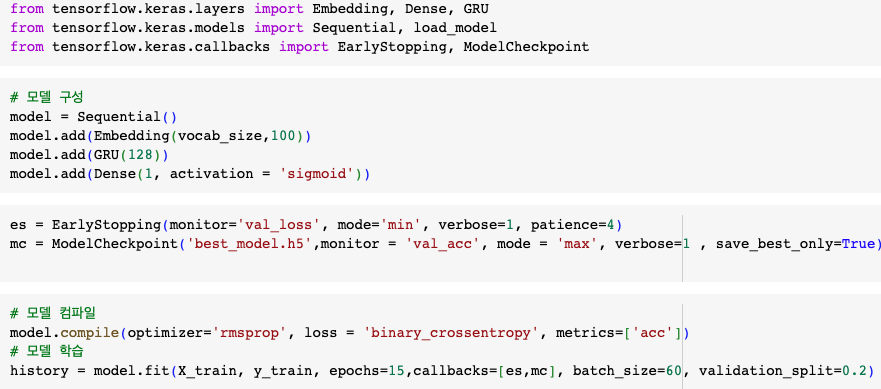 from tensorflow.keras.layers import Embedding, Dense, GRU
from tensorflow.keras.models import Sequential, load_model
from tensorflow.keras.callbacks import EarlyStopping, ModelCheckpoint
# 모델 구성
model = Sequential()
model.add(Embedding(vocab_size,100))
model.add(GRU(128))
model.add(Dense(1, activation = 'sigmoid'))
es = EarlyStopping(monitor='val_loss', mode='min', verbose=1, patience=4)
mc = ModelCheckpoint('best_model.h5',monitor = 'val_acc', mode = 'max', verbose=1 , save_best_only=True)
# 모델 컴파일
model.compile(optimizer='rmsprop', loss = 'binary_crossentropy', metrics=['acc'])
# 모델 학습
history = model.fit(X_train, y_train, epochs=15,callbacks=[es,mc], batch_size=60, validation_split=0.2)